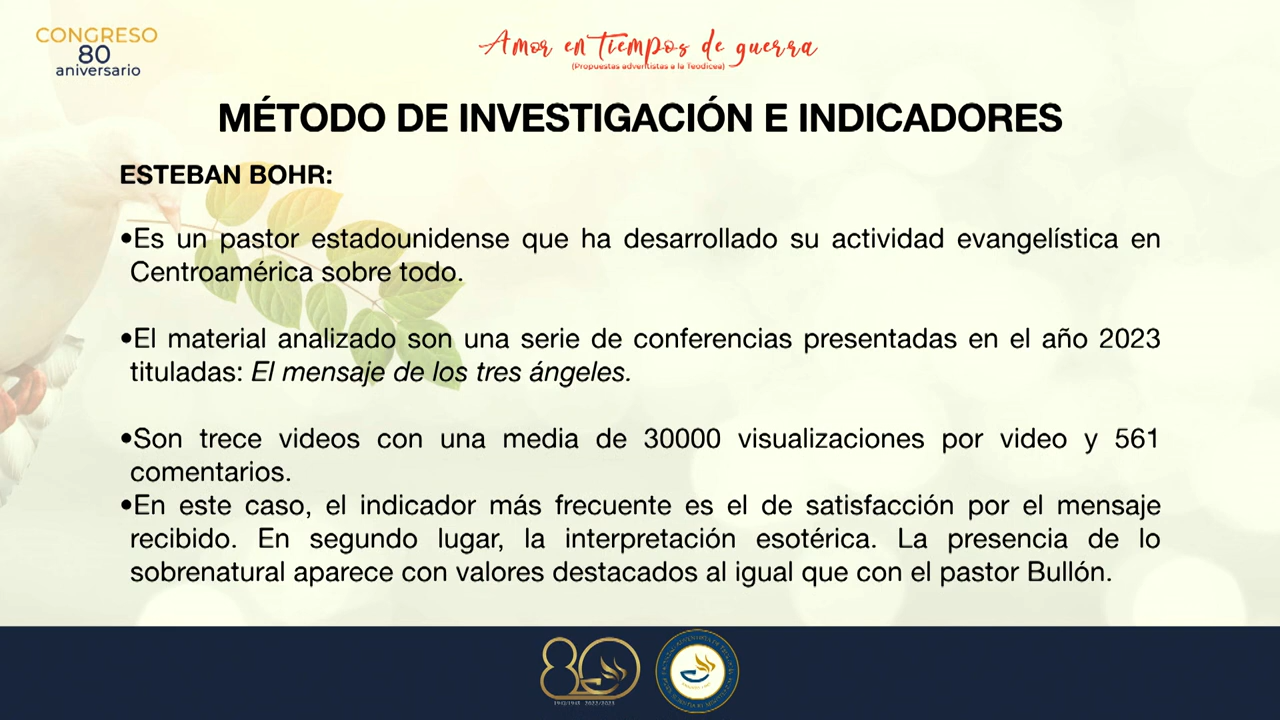 CONGRESO
80
aniversario
Amor en Tiempos de guerra
(Propuestas adventistas a la Teodicea)
MÉTODO DE INVESTIGACIÓN E INDICADORES
ESTEBAN BOHR:
•Es un pastor estadounidense que ha desarrollado su actividad evangelística en
Centroamérica sobre todo.
•El material analizado son una serie de conferencias presentadas en el año 2023
tituladas: El mensaje de los tres ángeles.
•Son trece videos con una media de 30000 visualizaciones por video y 561
comentarios.
•En este caso, el indicador más frecuente es el de satisfacción por el mensaje
recibido. En segundo lugar, la interpretación esotérica. La presencia de lo
sobrenatural aparece con valores destacados al igual que con el pastor Bullón.
80